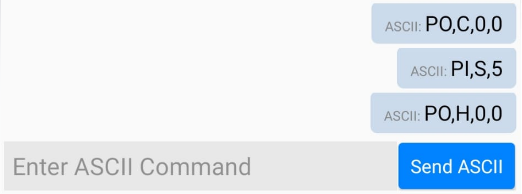 ASCII: PO,C,0,0
ASCII: PI,S,5
ASCII: PO,H,0,0
Enter ASCII Command
Send ASCII